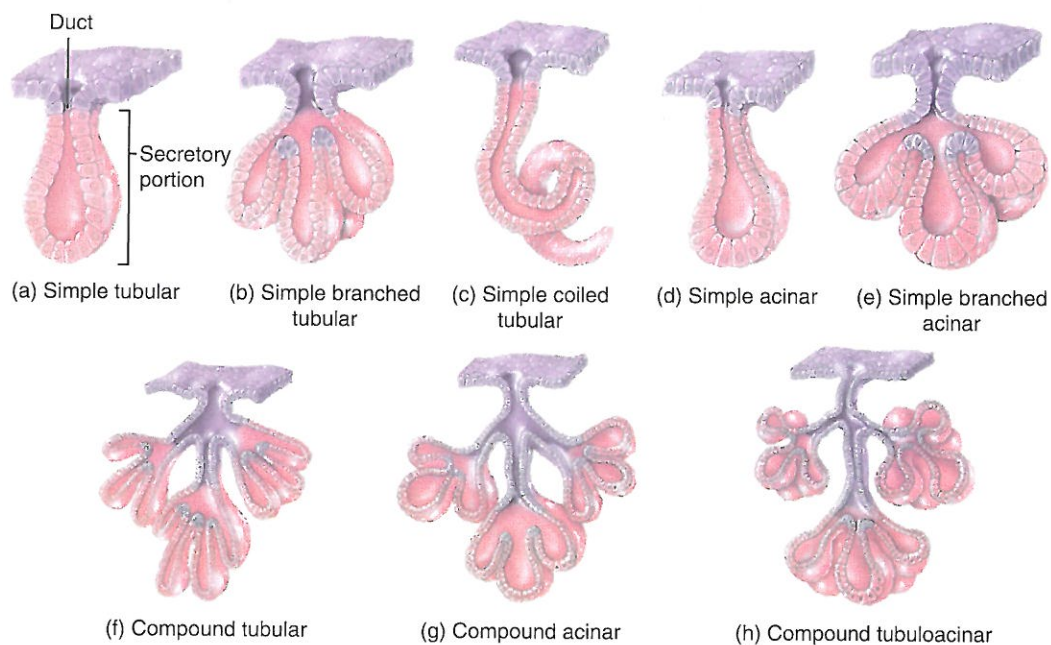 Duct
Secretory
portion
(a) Simple tubular
(b) Simple branched
tubular
(c) Simple coiled
tubular
(d) Simple acinar
(e) Simple branched
acinar
(f) Compound tubular
(g) Compound acinar
(h) Compound tubuloacinar